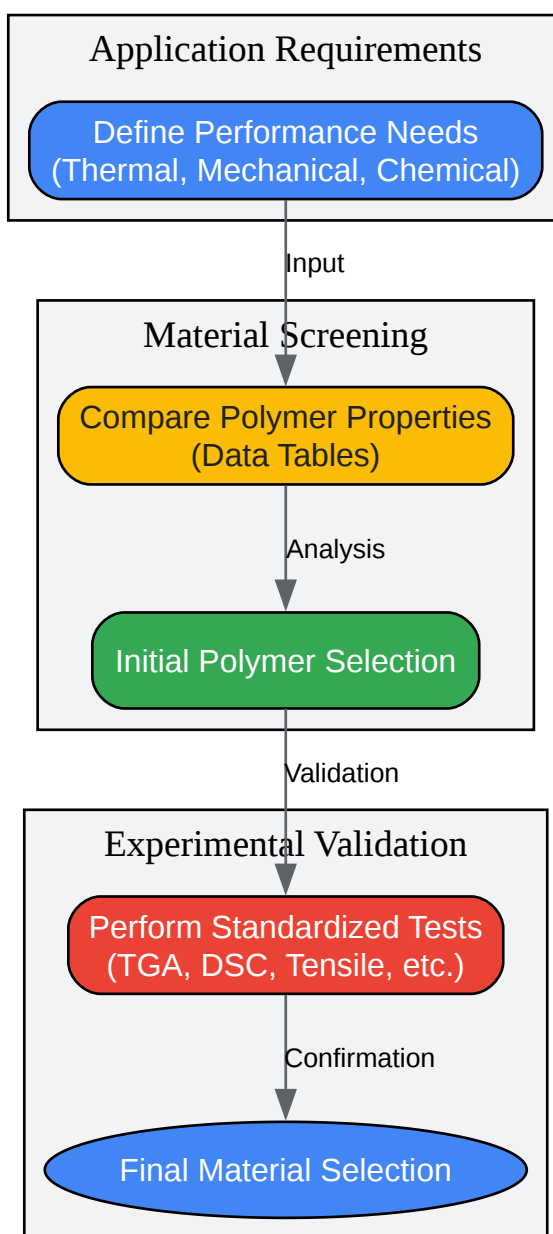 Application Requirements
Define Performance Needs
(Thermal, Mechanical, Chemical)
Input
Material Screening
Compare Polymer Properties
(Data Tables)
Analysis
Initial Polymer Selection
Validation
Experimental Validation
Perform Standardized Tests
(TGA, DSC, Tensile, etc.)
Confirmation
Final Material Selection